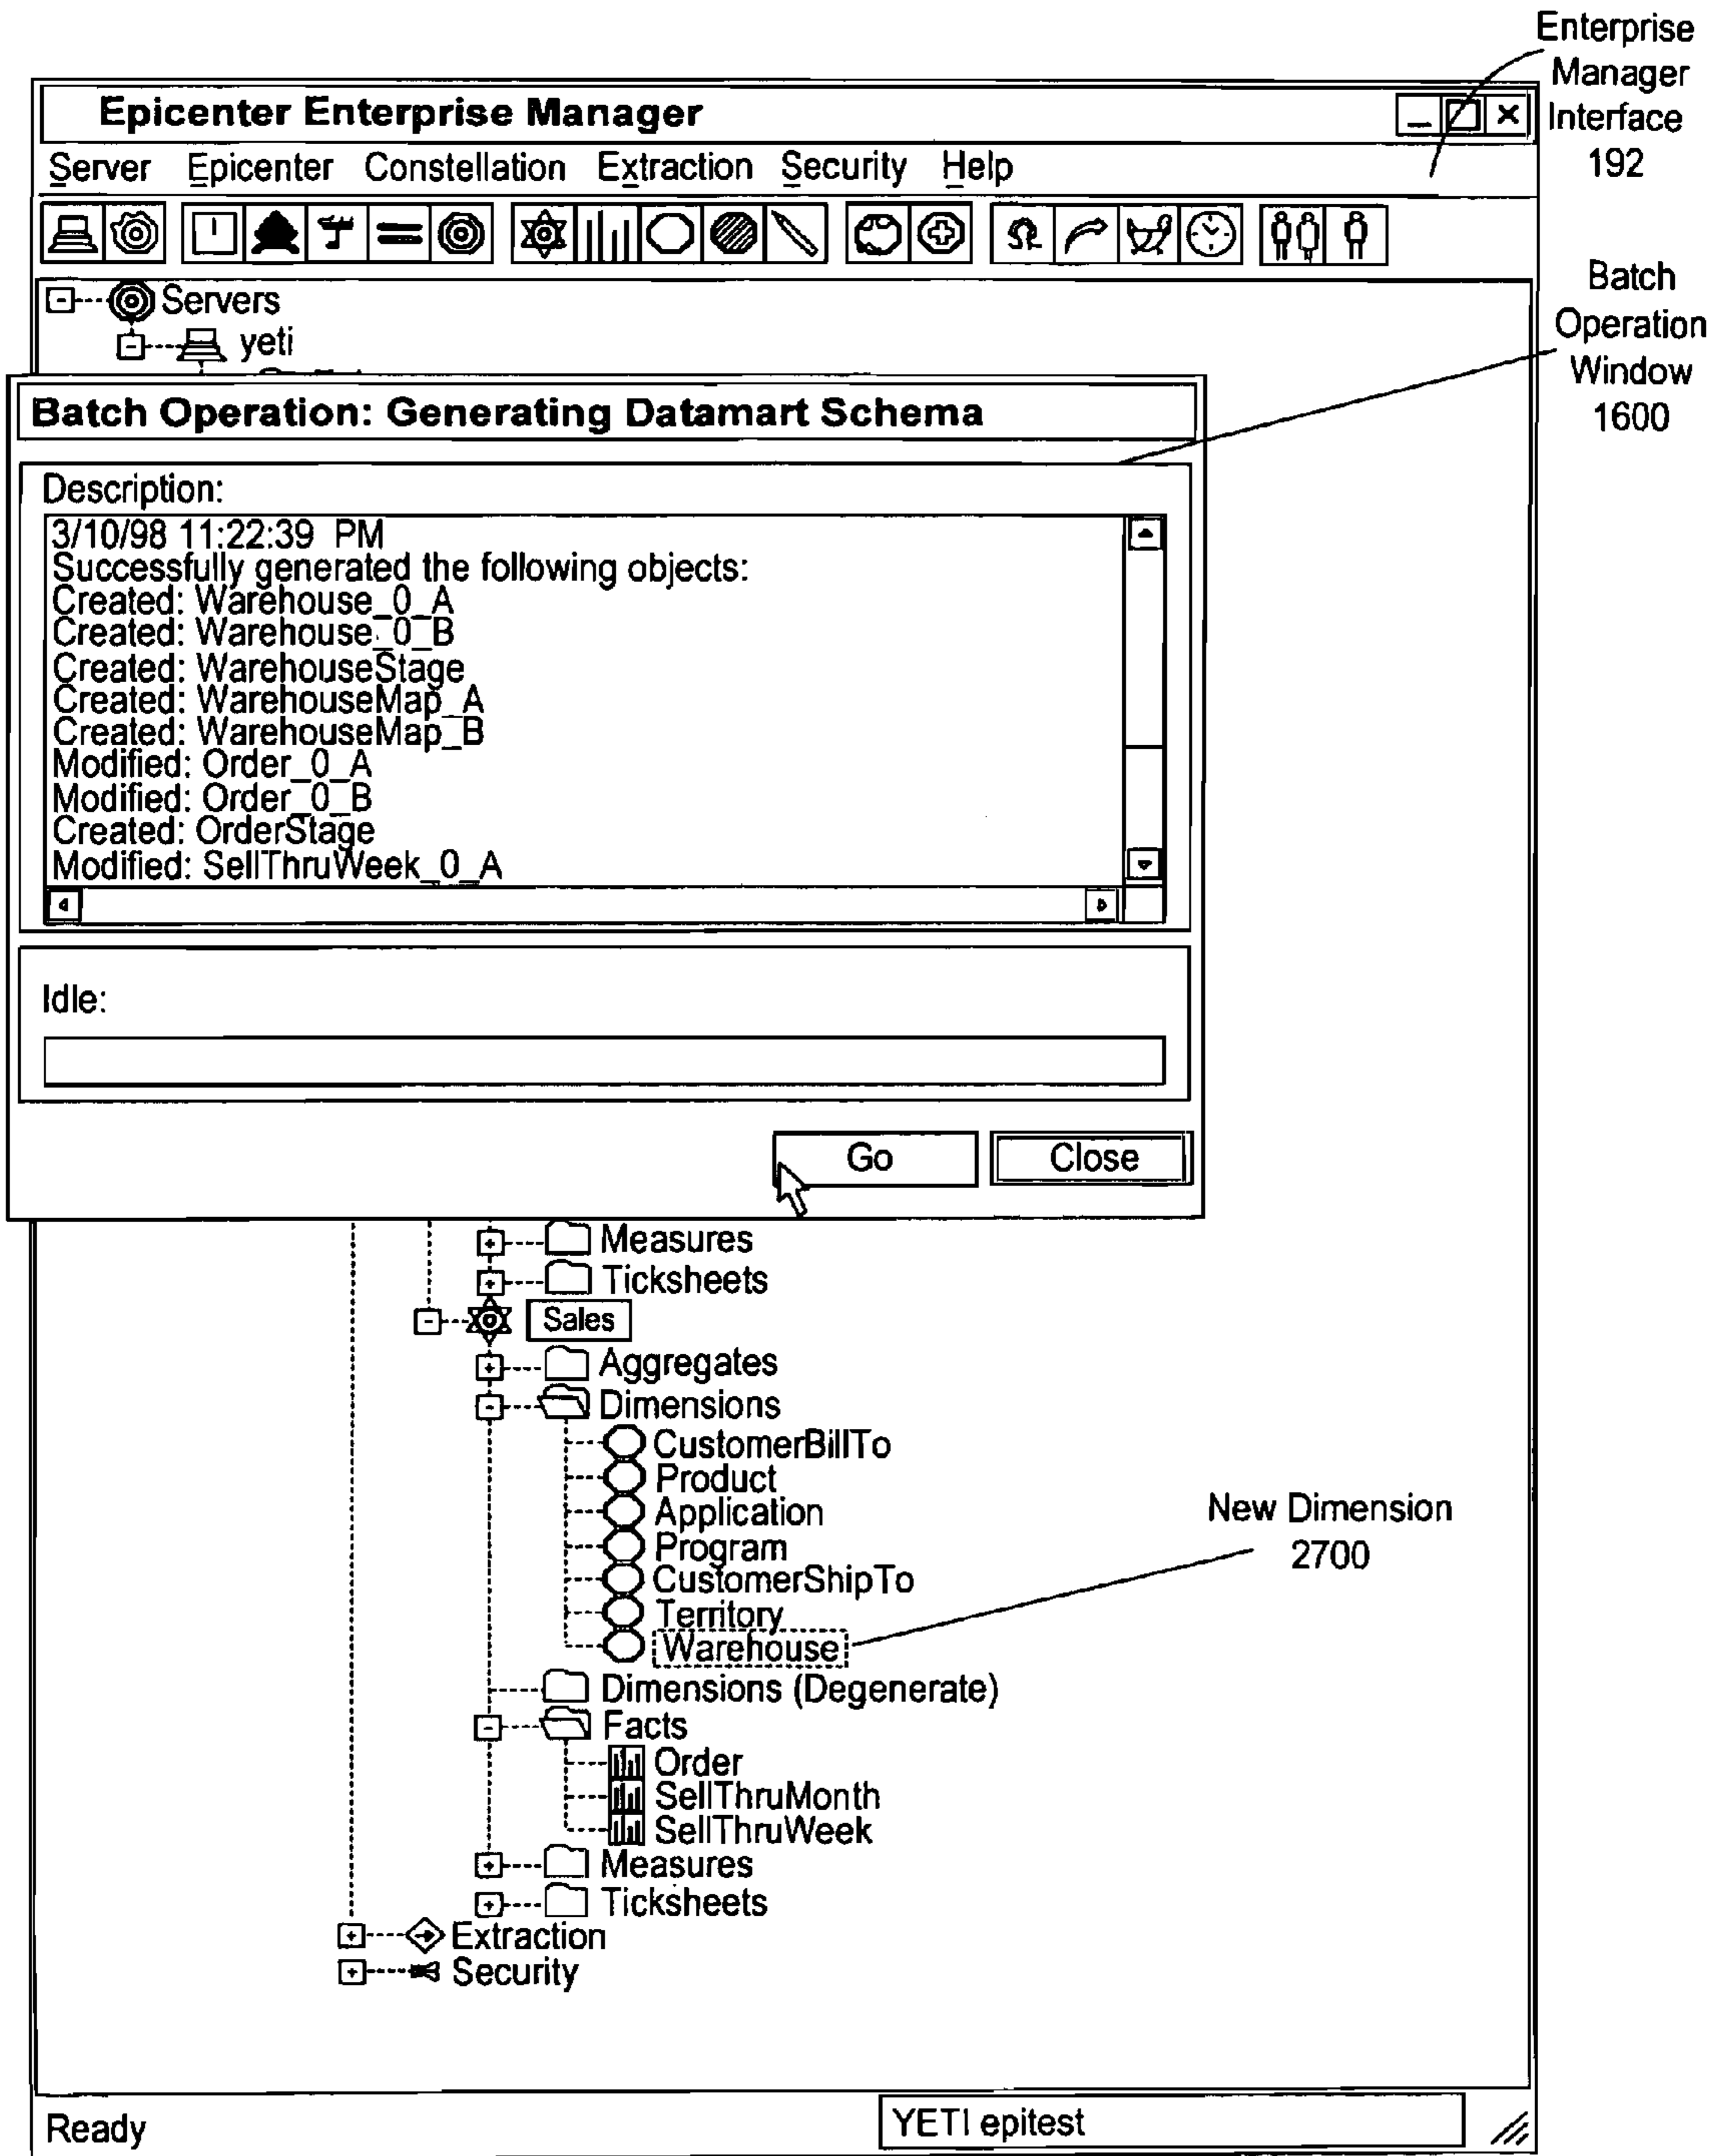 Enterprise
Manager
Interface
192
Epicenter Enterprise Manager
Server Epicenter Constellation Extraction Security Help
Servers
yeti
Batch
Operation
Window
1600
Batch Operation: Generating Datamart Schema
Description:
3/10/98 11:22:39 PM
Successfully generated the following objects:
Created: Warehouse_0_A
Created: Warehouse_0_B
Created: WarehouseStage
Created: WarehouseMap_A
Created: WarehouseMap_B
Modified: Order_0_A
Modified: Order_0_B
Created: OrderStage
Modified: SellThruWeek_0_A
Idle:
Go
Close
Measures
Ticksheets
Sales
Aggregates
Dimensions
CustomerBillTo
Product
Application
Program
CustomerShipTo
Territory
Warehouse
New Dimension
2700
Dimensions (Degenerate)
Facts
Order
SellThruMonth
SellThruWeek
Measures
Ticksheets
Extraction
Security
Ready
YETI epitest